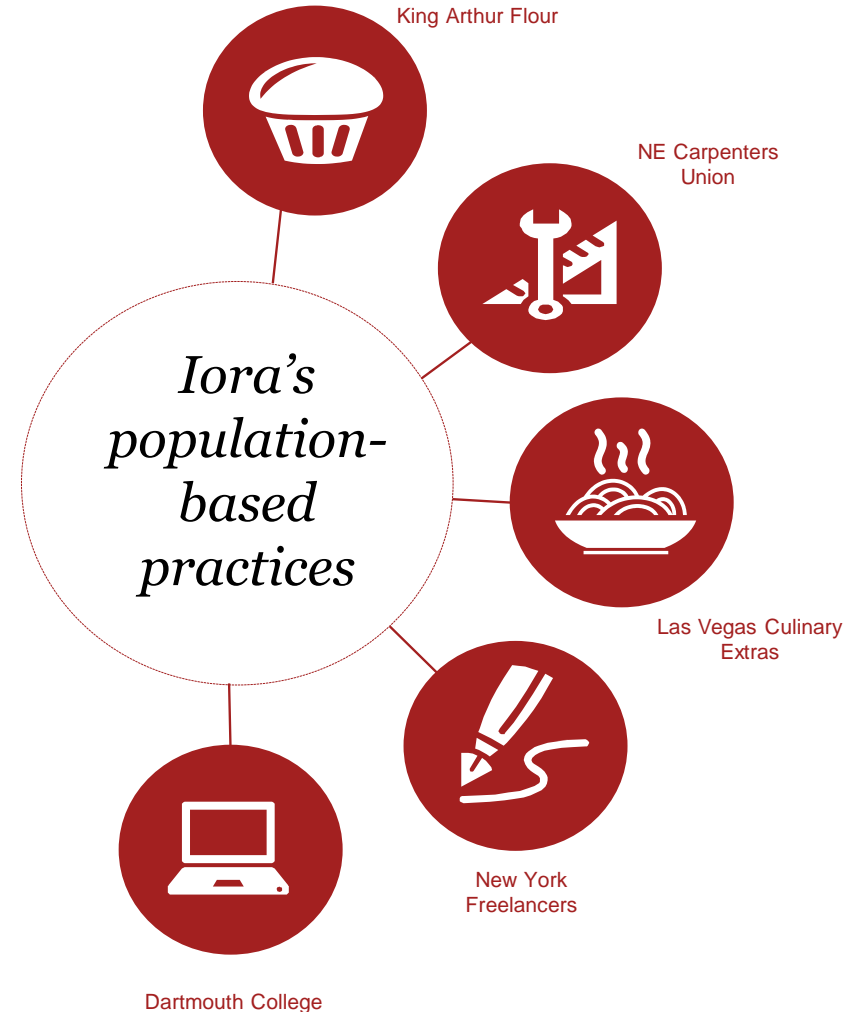 King Arthur Flour
NE Carpenters
Union
Iora's
population-
based
practices
Las Vegas Culinary
Extras
New York
Freelancers
Dartmouth College